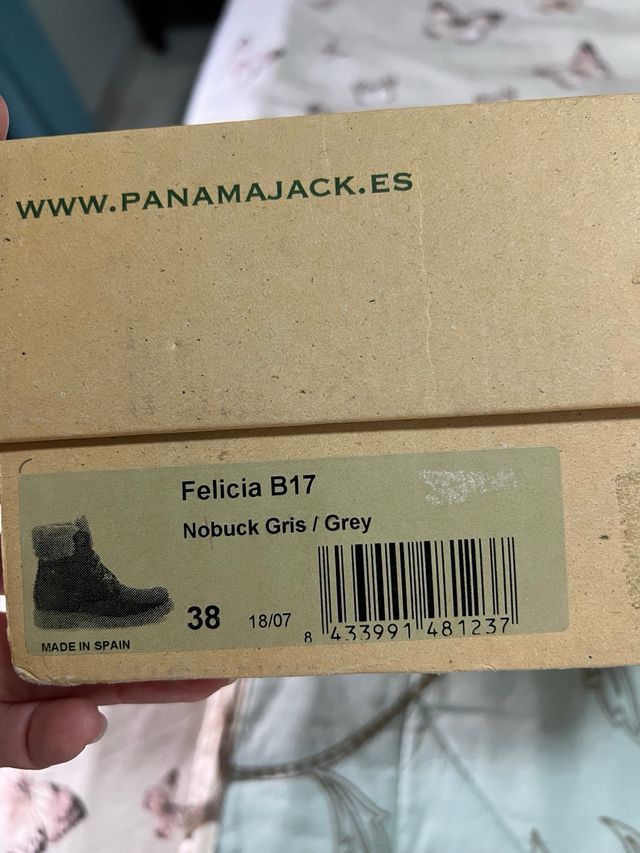 WWW.PANAMAJACK.ES
Felicia B17
Nobuck Gris / Grey
38 18/07
8 433991 481237
MADE IN SPAIN